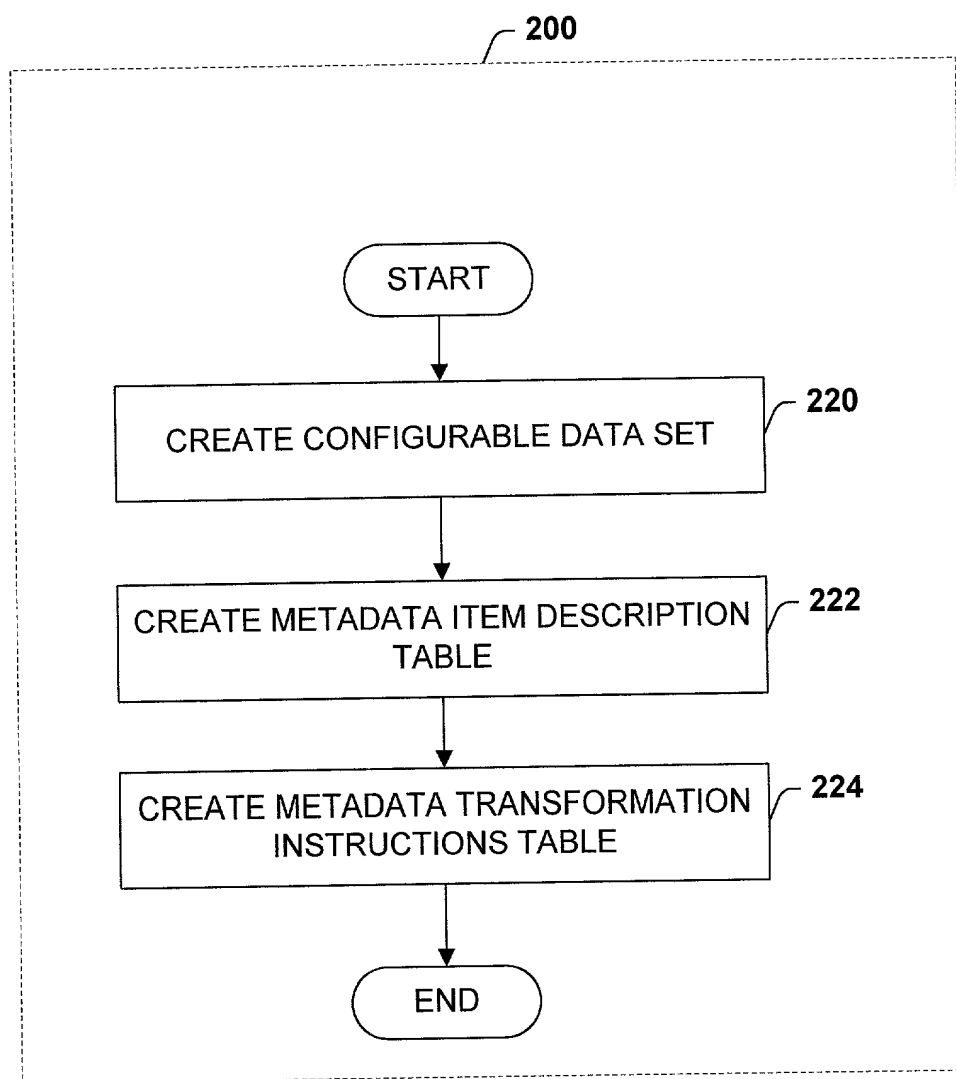 200
START
CREATE CONFIGURABLE DATA SET
220
CREATE METADATA ITEM DESCRIPTION
TABLE
222
CREATE METADATA TRANSFORMATION
INSTRUCTIONS TABLE
224
END